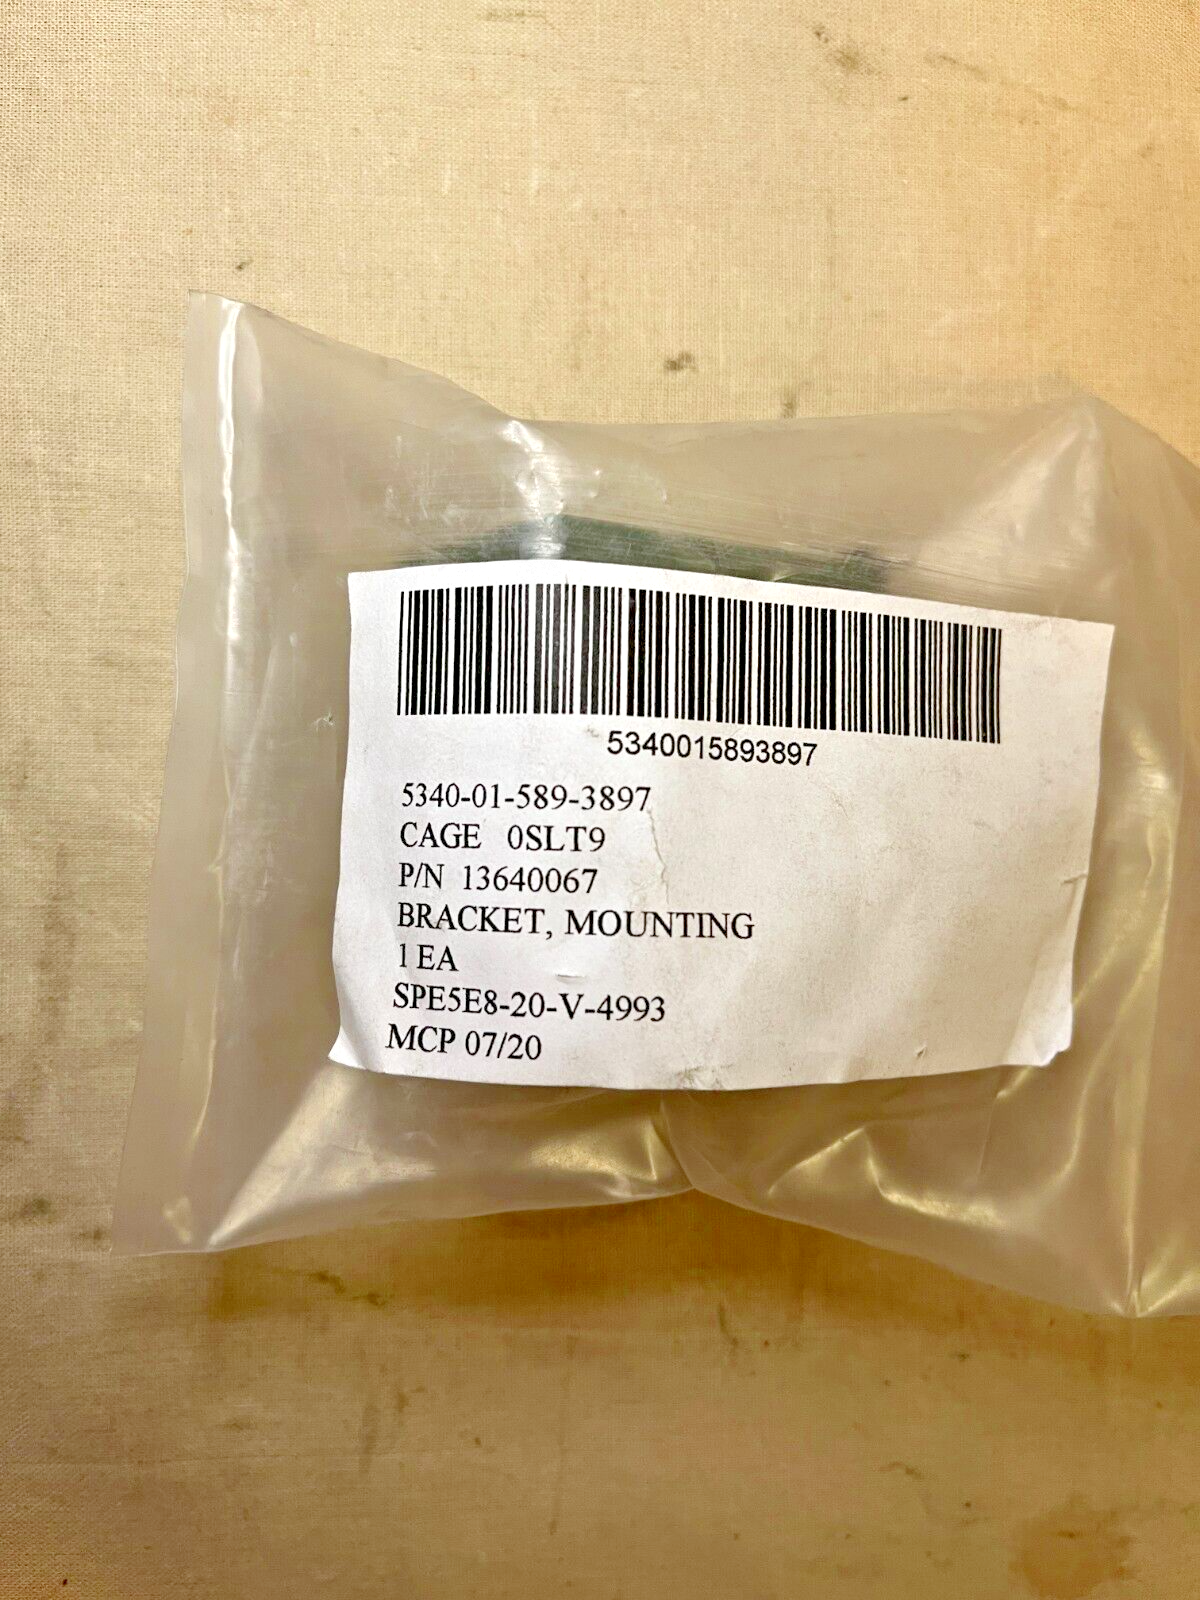 5340015893897
5340-01-589-3897
CAGE 0SLT9
P/N 13640067
BRACKET, MOUNTING
1 EA
SPE5E8-20-V-4993
MCP 07/20